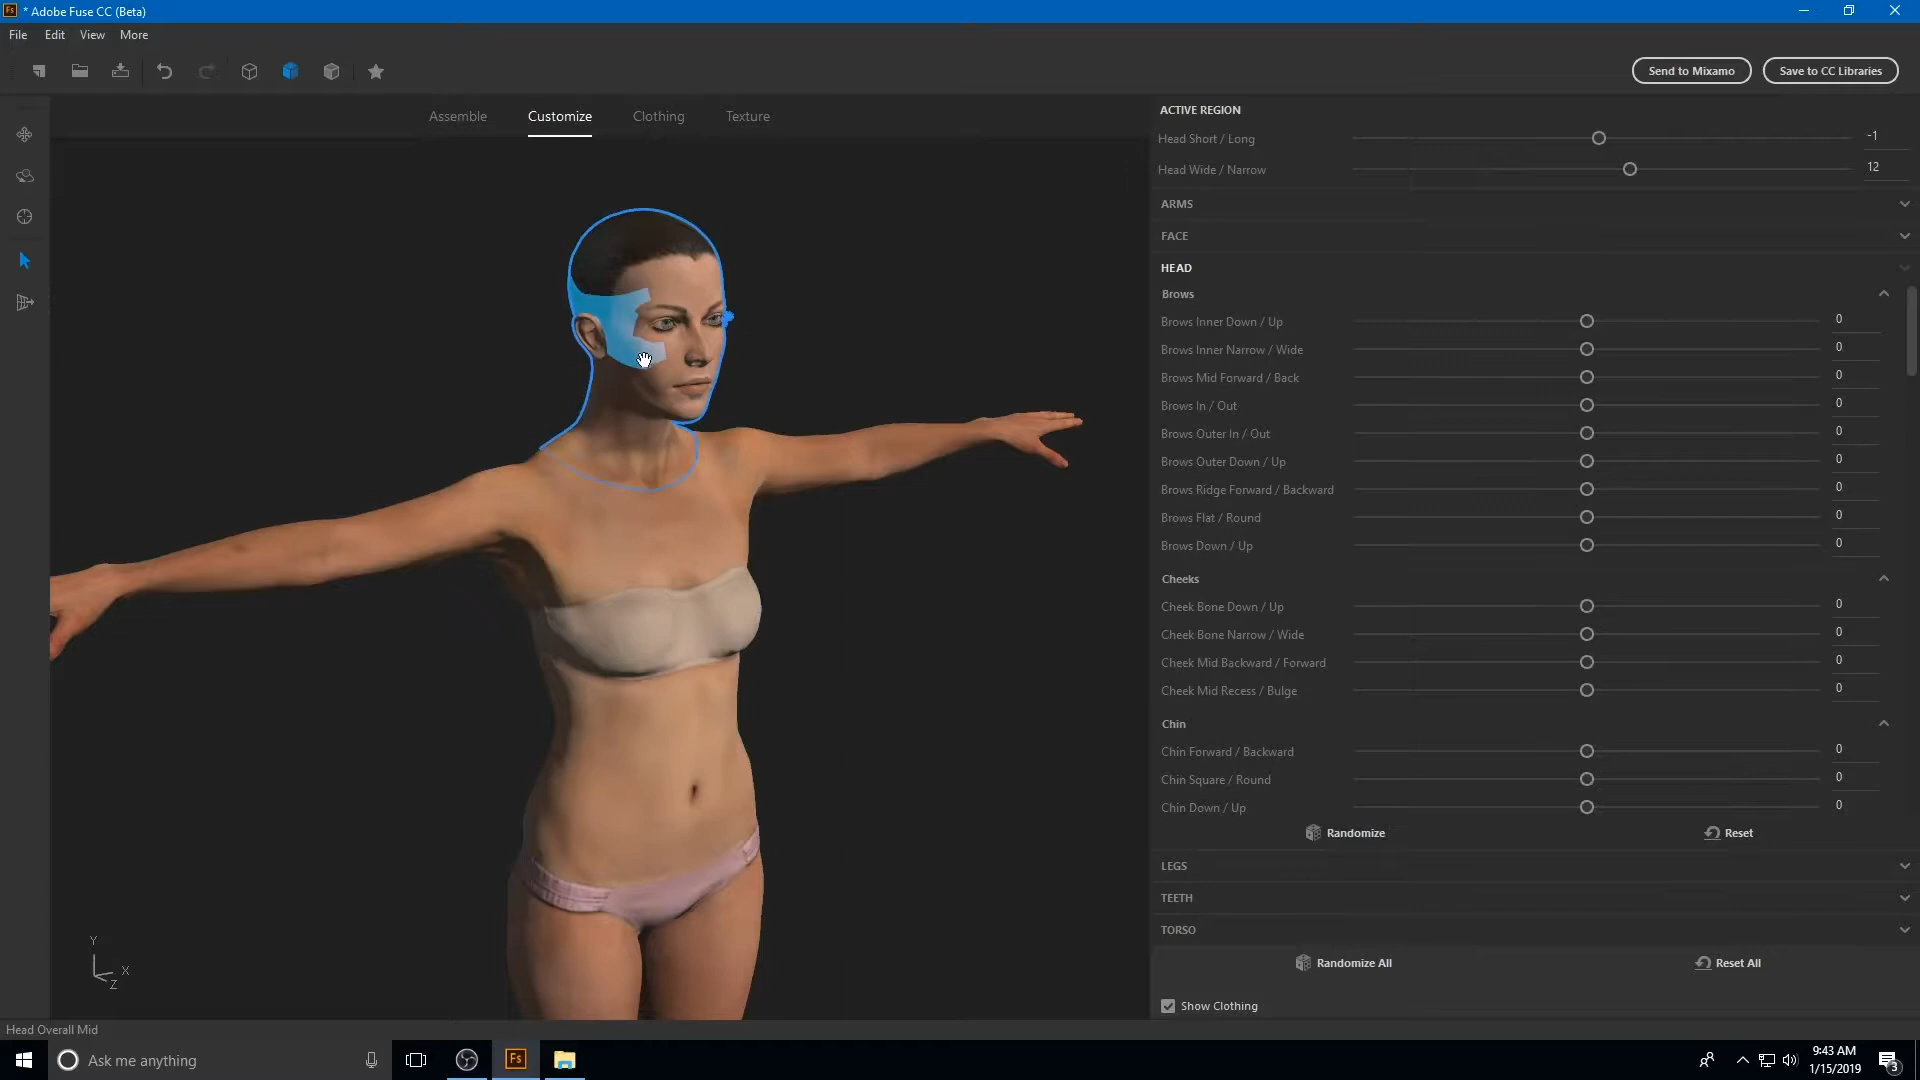 Fs * Adobe Fuse CC (Beta)
File Edit View More
Send to Mixamo Save to CC Libraries
Assemble Customize Clothing Texture
ACTIVE REGION
Head Short / Long -1
Head Wide / Narrow 12
ARMS
FACE
HEAD
Brows
Brows Inner Down / Up 0
Brows Inner Narrow / Wide 0
Brows Mid Forward / Back 0
Brows In / Out 0
Brows Outer In / Out 0
Brows Outer Down / Up 0
Brows Ridge Forward / Backward 0
Brows Flat / Round 0
Brows Down / Up 0
Cheeks
Cheek Bone Down / Up 0
Cheek Bone Narrow / Wide 0
Cheek Mid Backward / Forward 0
Cheek Mid Recess / Bulge 0
Chin
Chin Forward / Backward 0
Chin Square / Round 0
Chin Down / Up 0
Randomize Reset
LEGS
TEETH
TORSO
Randomize All Reset All
Show Clothing
Y
X
Z
Head Overall Mid
Ask me anything
Fs
9:43 AM
1/15/2019
3